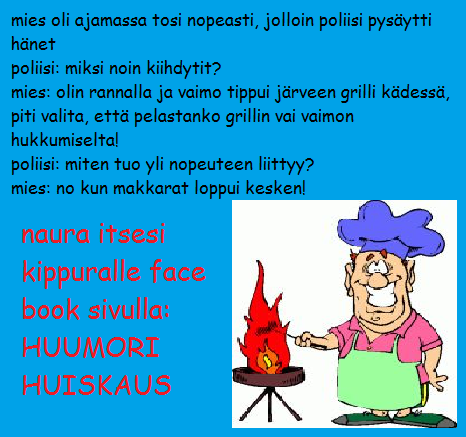 mies oli ajamassa tosi nopeasti, jolloin poliisi pysäytti
hänet
poliisi: miksi noin kiihdytit?
mies: olin rannalla ja vaimo tippui järveen grilli kädessä,
piti valita, että pelastanko grillin vai vaimon
hukkumiselta!
poliisi: miten tuo yli nopeuteen liittyy?
mies: no kun makkarat loppui kesken!
naura itsesi
kippuralle face
book sivulla:
HUUMORI
HUISKAUS